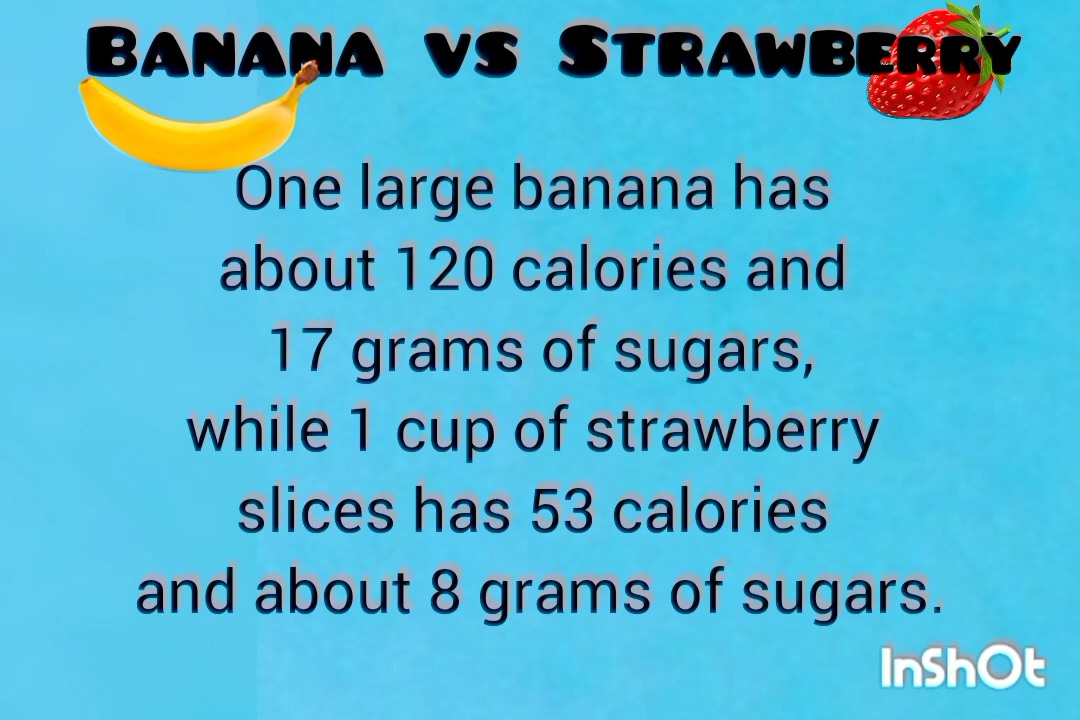 BANANA VS STRAWBERRY
One large banana has
about 120 calories and
17 grams of sugars,
while 1 cup of strawberry
slices has 53 calories
and about 8 grams of sugars.
InShOt